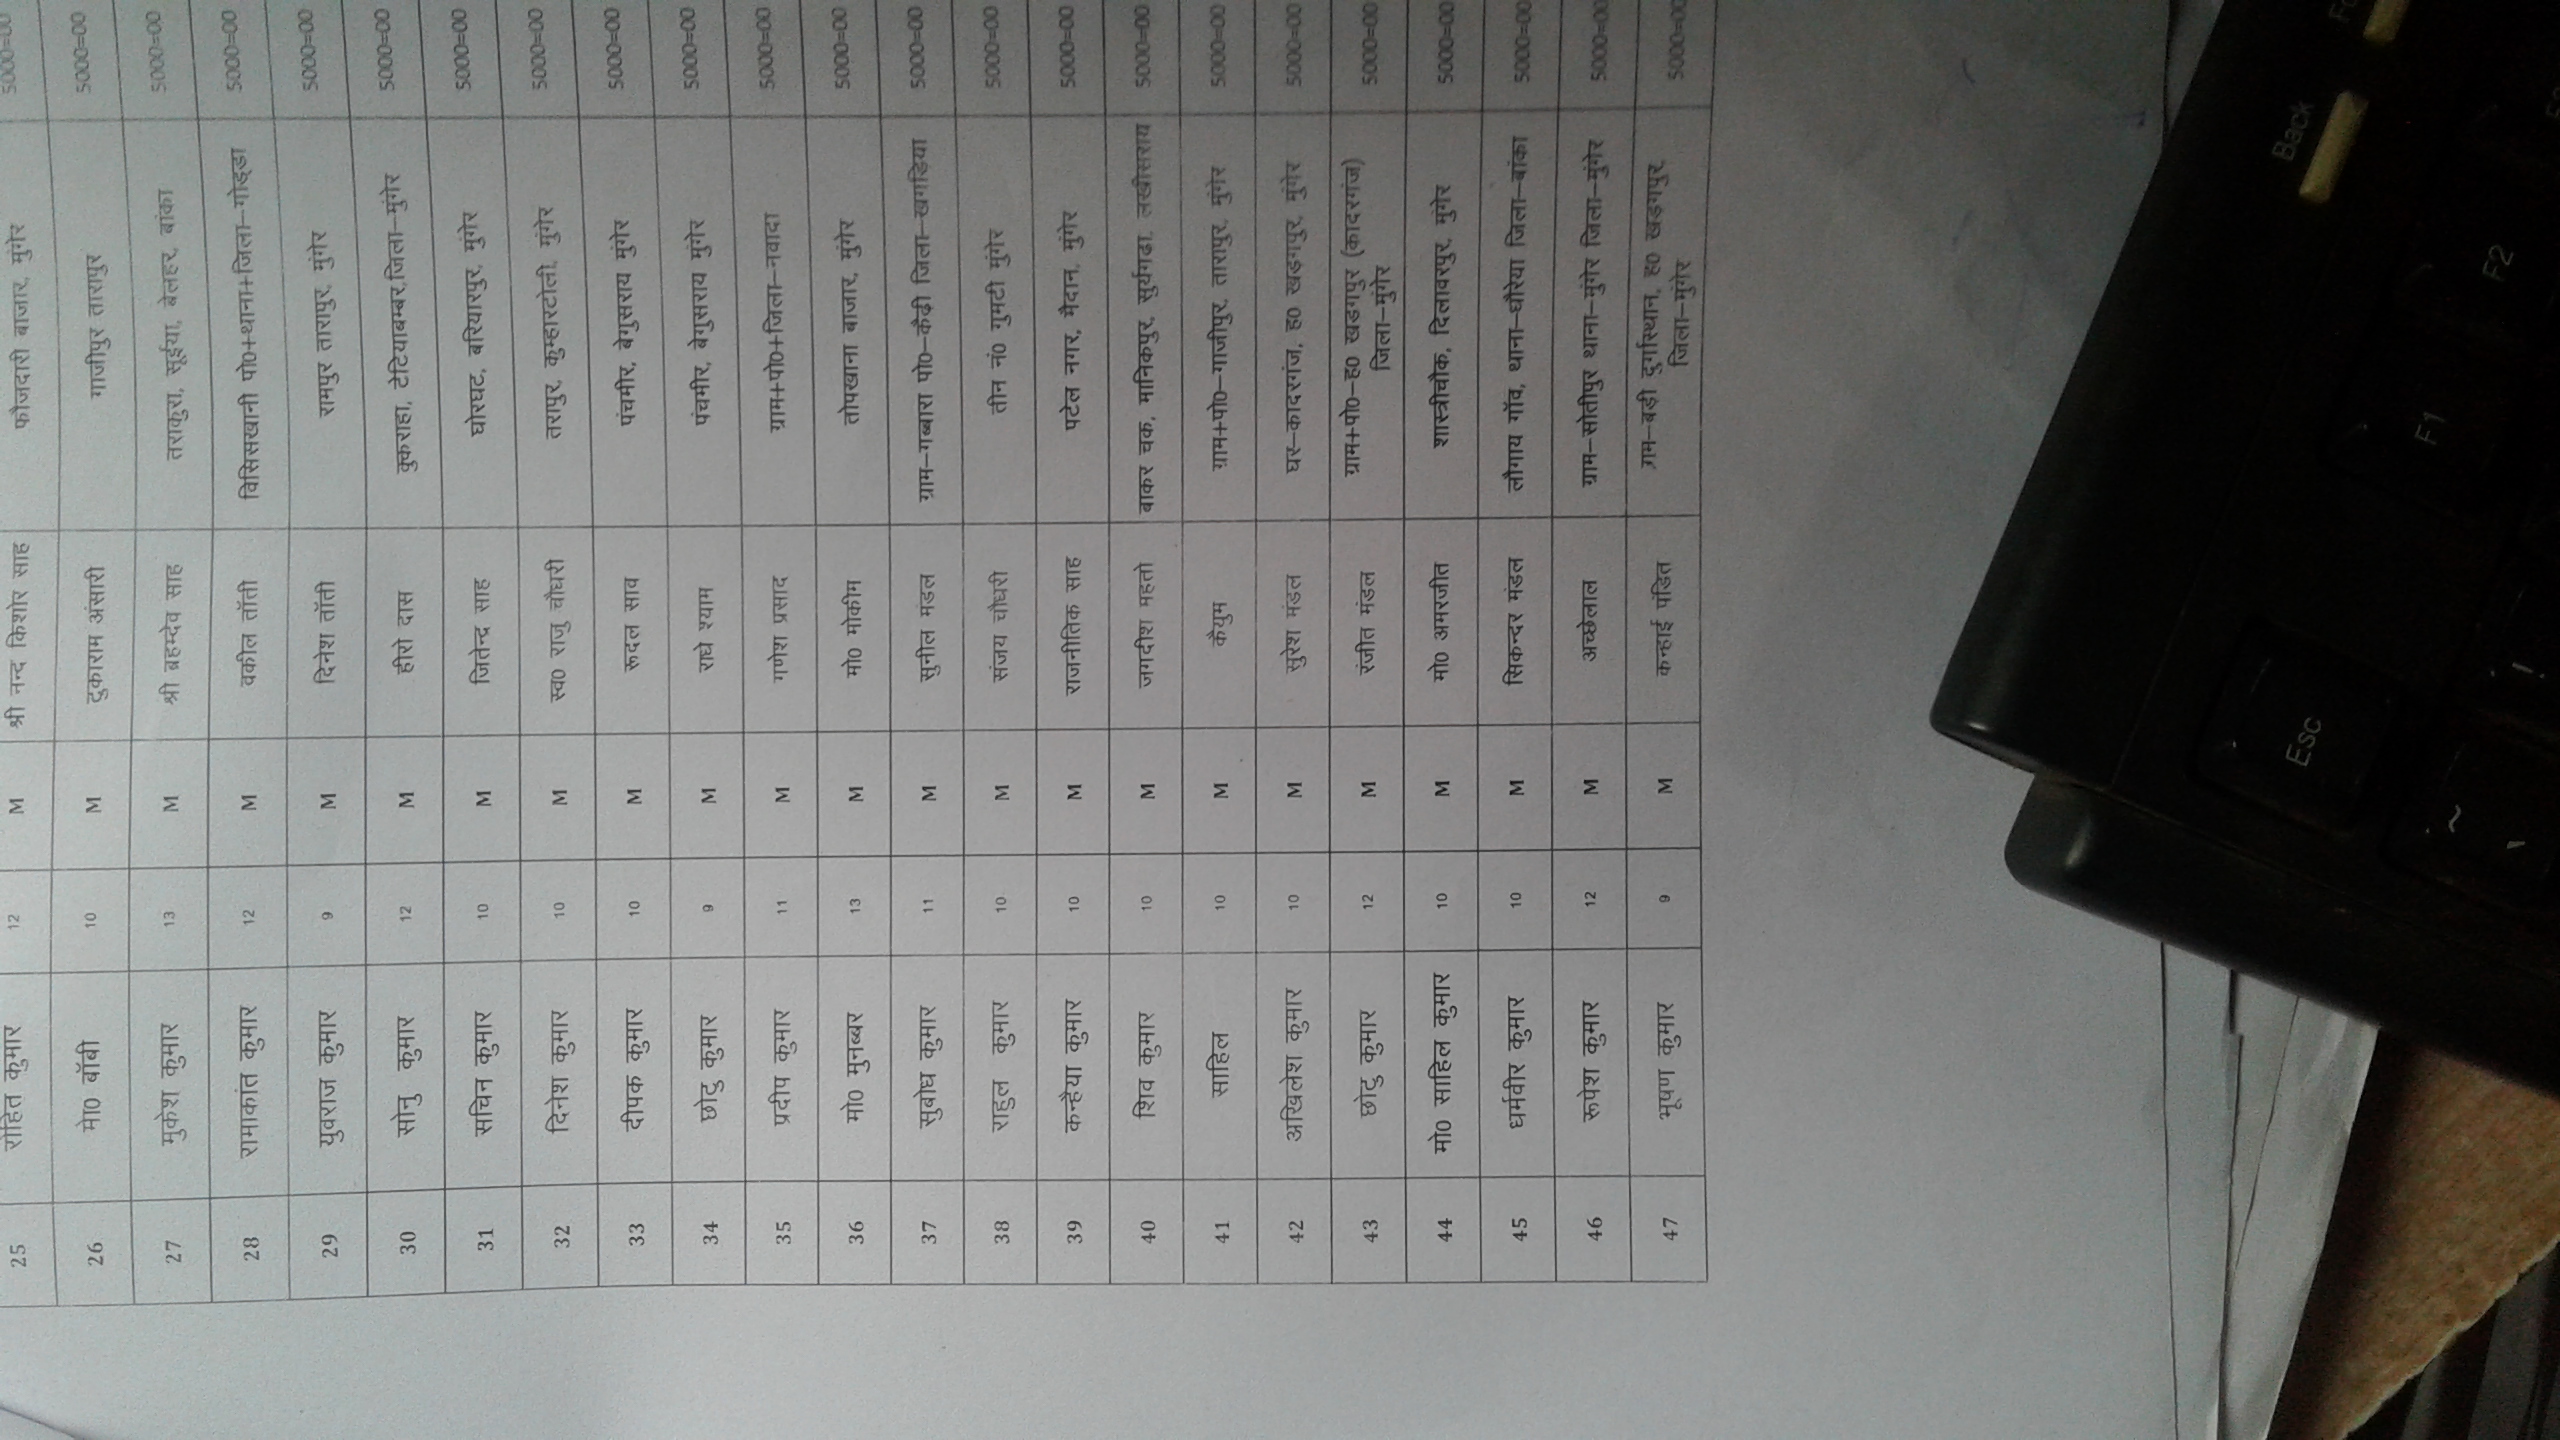 25 रोहित कुमार 12 M श्री नन्द किशोर साह फौजदारी बाजार, मुंगेर 5000=00
26 मेा0 बॉबी 10 M टुकाराम अंसारी गाजीपुर तारापुर 5000=00
27 मुकेश कुमार 13 M श्री ब्रहम्देव साह तराकुरा, सूईया, बेलहर, बांका 5000=00
28 रामाकांत कुमार 12 M वकील तॉती विसिसखानी पो0+थाना+जिला–गोड्डा 5000=00
29 युवराज कुमार 9 M दिनेश तॉती रामपुर तारापुर, मुंगेर 5000=00
30 सोनु कुमार 12 M हीरो दास क्रुकराहा, टेटियाबम्बर,जिला–मुंगेर 5000=00
31 सचिन कुमार 10 M जितेन्द्र साह घोरघट, बरियारपुर, मुंगेर 5000=00
32 दिनेश कुमार 10 M स्व0 राजु चौधरी तरापुर, कुम्हारटोली, मुंगेर 5000=00
33 दीपक कुमार 10 M रूदल साव पंचमीर, बेगुसराय मुंगेर 5000=00
34 छोटु कुमार 9 M राधे श्याम पंचमीर, बेगुसराय मुंगेर 5000=00
35 प्रदीप कुमार 11 M गणेश प्रसाद ग्राम+पो0+जिला–नवादा 5000=00
36 मो0 मुनब्बर 13 M मो0 मोकीम तोपखाना बाजार, मुंगेर 5000=00
37 सुबोध कुमार 11 M सुनील मंडल ग्राम–गब्बारा पो0–कैढ़ी जिला–खगड़िया 5000=00
38 राहुल कुमार 10 M संजय चौधरी तीन नं0 गुमटी मुंगेर 5000=00
39 कन्हैया कुमार 10 M राजनीतिक साह पटेल नगर, मैदान, मुंगेर 5000=00
40 शिव कुमार 10 M जगदीश महतो बाकर चक, मानिकपुर, सुर्यगढा, लखीसराय 5000=00
41 साहिल 10 M कैयुम ग्राम+पो0–गाजीपुर, तारापुर, मुंगेर 5000=00
42 अखिलेश कुमार 10 M सुरेश मंडल घर–कादरगंज, ह0 खड़गपुर, मुंगेर 5000=00
43 छोटु कुमार 12 M रंजीत मंडल ग्राम+पो0–ह0 खडगपुर (कादरगंज)
जिला–मुंगेर 5000=00
44 मो0 साहिल कुमार 10 M मो0 अमरजीत शास्त्रीचौक, दिलावरपुर, मुंगेर 5000=00
45 धर्मवीर कुमार 10 M सिकन्दर मंडल लौगाय गॉव, थाना–धौरेया जिला–बांका 5000=00
46 रूपेश कुमार 12 M अच्छेलाल ग्राम–सोतीपुर थाना–मुंगेर जिला–मुंगेर 5000=00
47 भूषण कुमार 9 M कन्हाई पंडित ग्रम–बड़ी दुर्गास्थान, ह0 खड़गपुर,
जिला–मुंगेर 5000=00
Back
Esc
F1
F2
~
!